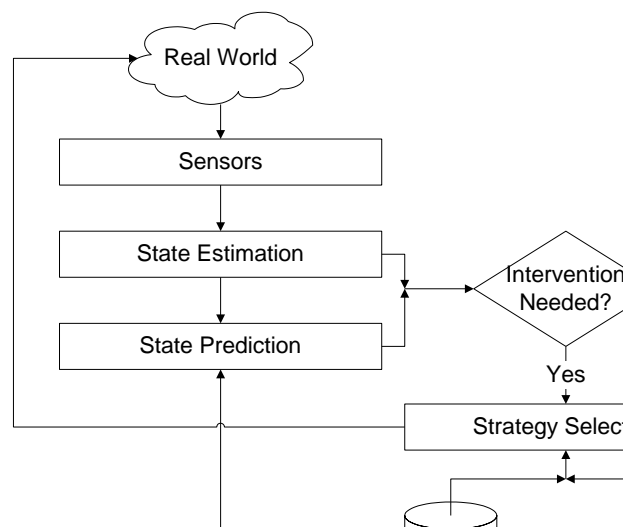 Real World
Sensors
State Estimation
State Prediction
Intervention
Needed?
Yes
Strategy Select